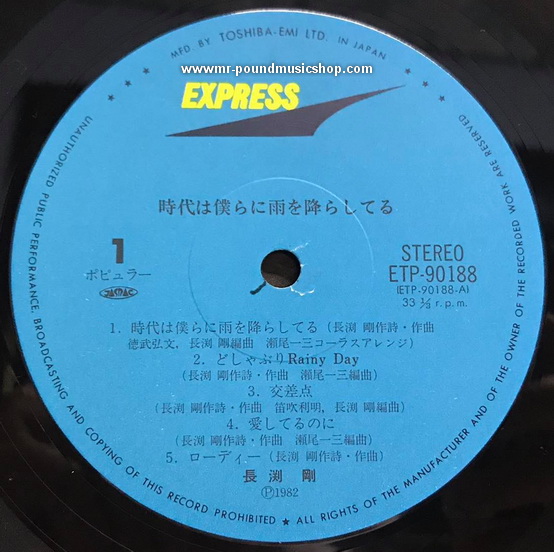 MFD. BY TOSHIBA-EMI LTD. IN JAPAN
www.mr-poundmusicshop.com
EXPRESS
時代は僕らに雨を降らしてる
1
ポピュラー
STEREO
ETP-90188
(ETP-90188-A)
33 1/3 r.p.m.
1. 時代は僕らに雨を降らしてる (長渕 剛作詩・作曲
徳武弘文, 長渕 剛編曲 瀬尾一三コーラスアレンジ)
2. どしゃぶりRainy Day
(長渕 剛作詩・作曲 瀬尾一三編曲)
3. 交差点
(長渕 剛作詩・作曲 笛吹利明, 長渕 剛編曲)
4. 愛してるのに
(長渕 剛作詩・作曲 瀬尾一三編曲)
5. ローディー (長渕 剛作詩・作曲)
長渕 剛
Ⓟ1982
UNAUTHORIZED PUBLIC PERFORMANCE, BROADCASTING AND COPYING OF THIS RECORD PROHIBITED ★ ALL RIGHTS OF THE MANUFACTURER AND OF THE OWNER OF THE RECORDED WORK ARE RESERVED